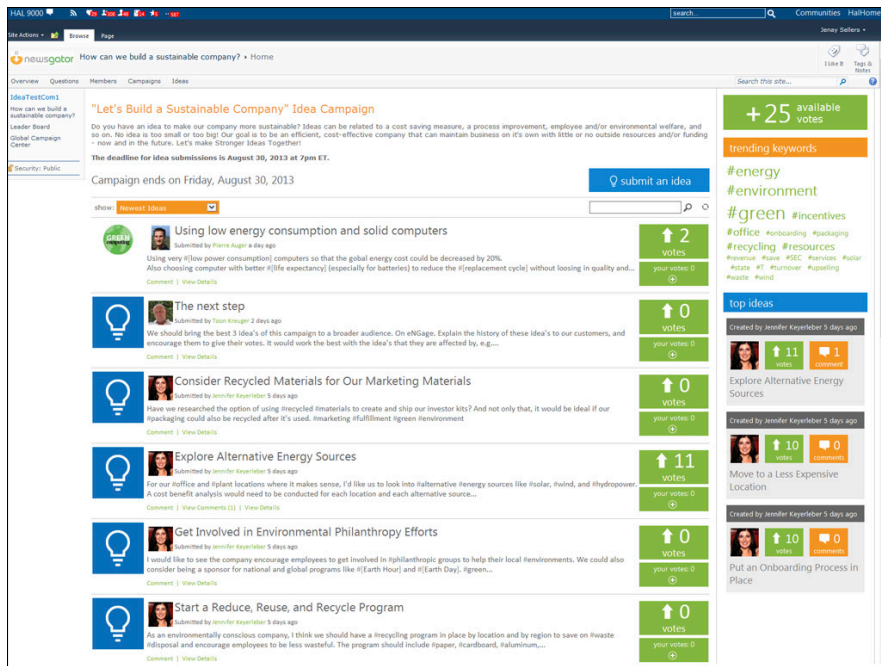 HAL 9000
search...
Communities HalHome
Site Actions
Browse
Page
Jenay Sellers
newsgator
How can we build a sustainable company? › Home
I Like It
Tags &
Notes
Overview Questions Members Campaigns Ideas
Search this site...
IdeaTestCom1
How can we build a
sustainable company?
Leader Board
Global Campaign
Center
Security: Public
"Let's Build a Sustainable Company" Idea Campaign
Do you have an idea to make our company more sustainable? Ideas can be related to a cost saving measure, a process improvement, employee and/or environmental welfare, and
so on. No idea is too small or too big! Our goal is to be an efficient, cost-effective company that can maintain business on it's own with little or no outside resources and/or funding
- now and in the future. Let's make Stronger Ideas Together!
The deadline for idea submissions is August 30, 2013 at 7pm ET.
Campaign ends on Friday, August 30, 2013
submit an idea
show: Newest Ideas
GREEN
computing
Using low energy consumption and solid computers
Submitted by Pierre Auger a day ago
Using very #[low power consumption] computers so that the gobal energy cost could be decreased by 20%.
Also choosing computer with better #[life expectancy] (especially for batteries) to reduce the #[replacement cycle] without loosing in quality and...
Comment | View Details
2
votes
your votes: 0
The next step
Submitted by Toon Kreuger 2 days ago
We should bring the best 3 idea's of this campaign to a broader audience. On eNGage. Explain the history of these idea's to our customers, and
encourage them to give their votes. It would work the best with the idea's that they are affected by, e.g....
Comment | View Details
0
votes
your votes: 0
Consider Recycled Materials for Our Marketing Materials
Submitted by Jennifer Keyerleber 5 days ago
Have we researched the option of using #recycled #materials to create and ship our investor kits? And not only that, it would be ideal if our
#packaging could also be recycled after it's used. #marketing #fulfillment #green #environment
Comment | View Details
0
votes
your votes: 0
Explore Alternative Energy Sources
Submitted by Jennifer Keyerleber 5 days ago
For our #office and #plant locations where it makes sense, I'd like us to look into #alternative #energy sources like #solar, #wind, and #hydropower.
A cost benefit analysis would need to be conducted for each location and each alternative source...
Comment | View Comments (1) | View Details
11
votes
your votes: 0
Get Involved in Environmental Philanthropy Efforts
Submitted by Jennifer Keyerleber 5 days ago
I would like to see the company encourage employees to get involved in #philanthropic groups to help their local #environments. We could also
consider being a sponsor for national and global programs like #[Earth Hour] and #[Earth Day]. #green...
Comment | View Details
0
votes
your votes: 0
Start a Reduce, Reuse, and Recycle Program
Submitted by Jennifer Keyerleber 5 days ago
As an environmentally conscious company, I think we should have a #recycling program in place by location and by region to save on #waste
#disposal and encourage employees to be less wasteful. The program should include #paper, #cardboard, #aluminum,...
Comment | View Details
0
votes
your votes: 0
+25 available
votes
trending keywords
#energy
#environment
#green #incentives
#office #onboarding #packaging
#recycling #resources
#revenue #save #SEC #services #solar
#state #T #turnover #upselling
#waste #wind
top ideas
Created by Jennifer Keyerleber 5 days ago
11
votes
1
comment
Explore Alternative Energy
Sources
Created by Jennifer Keyerleber 5 days ago
10
votes
0
comments
Move to a Less Expensive
Location
Created by Jennifer Keyerleber 5 days ago
10
votes
0
comments
Put an Onboarding Process in
Place